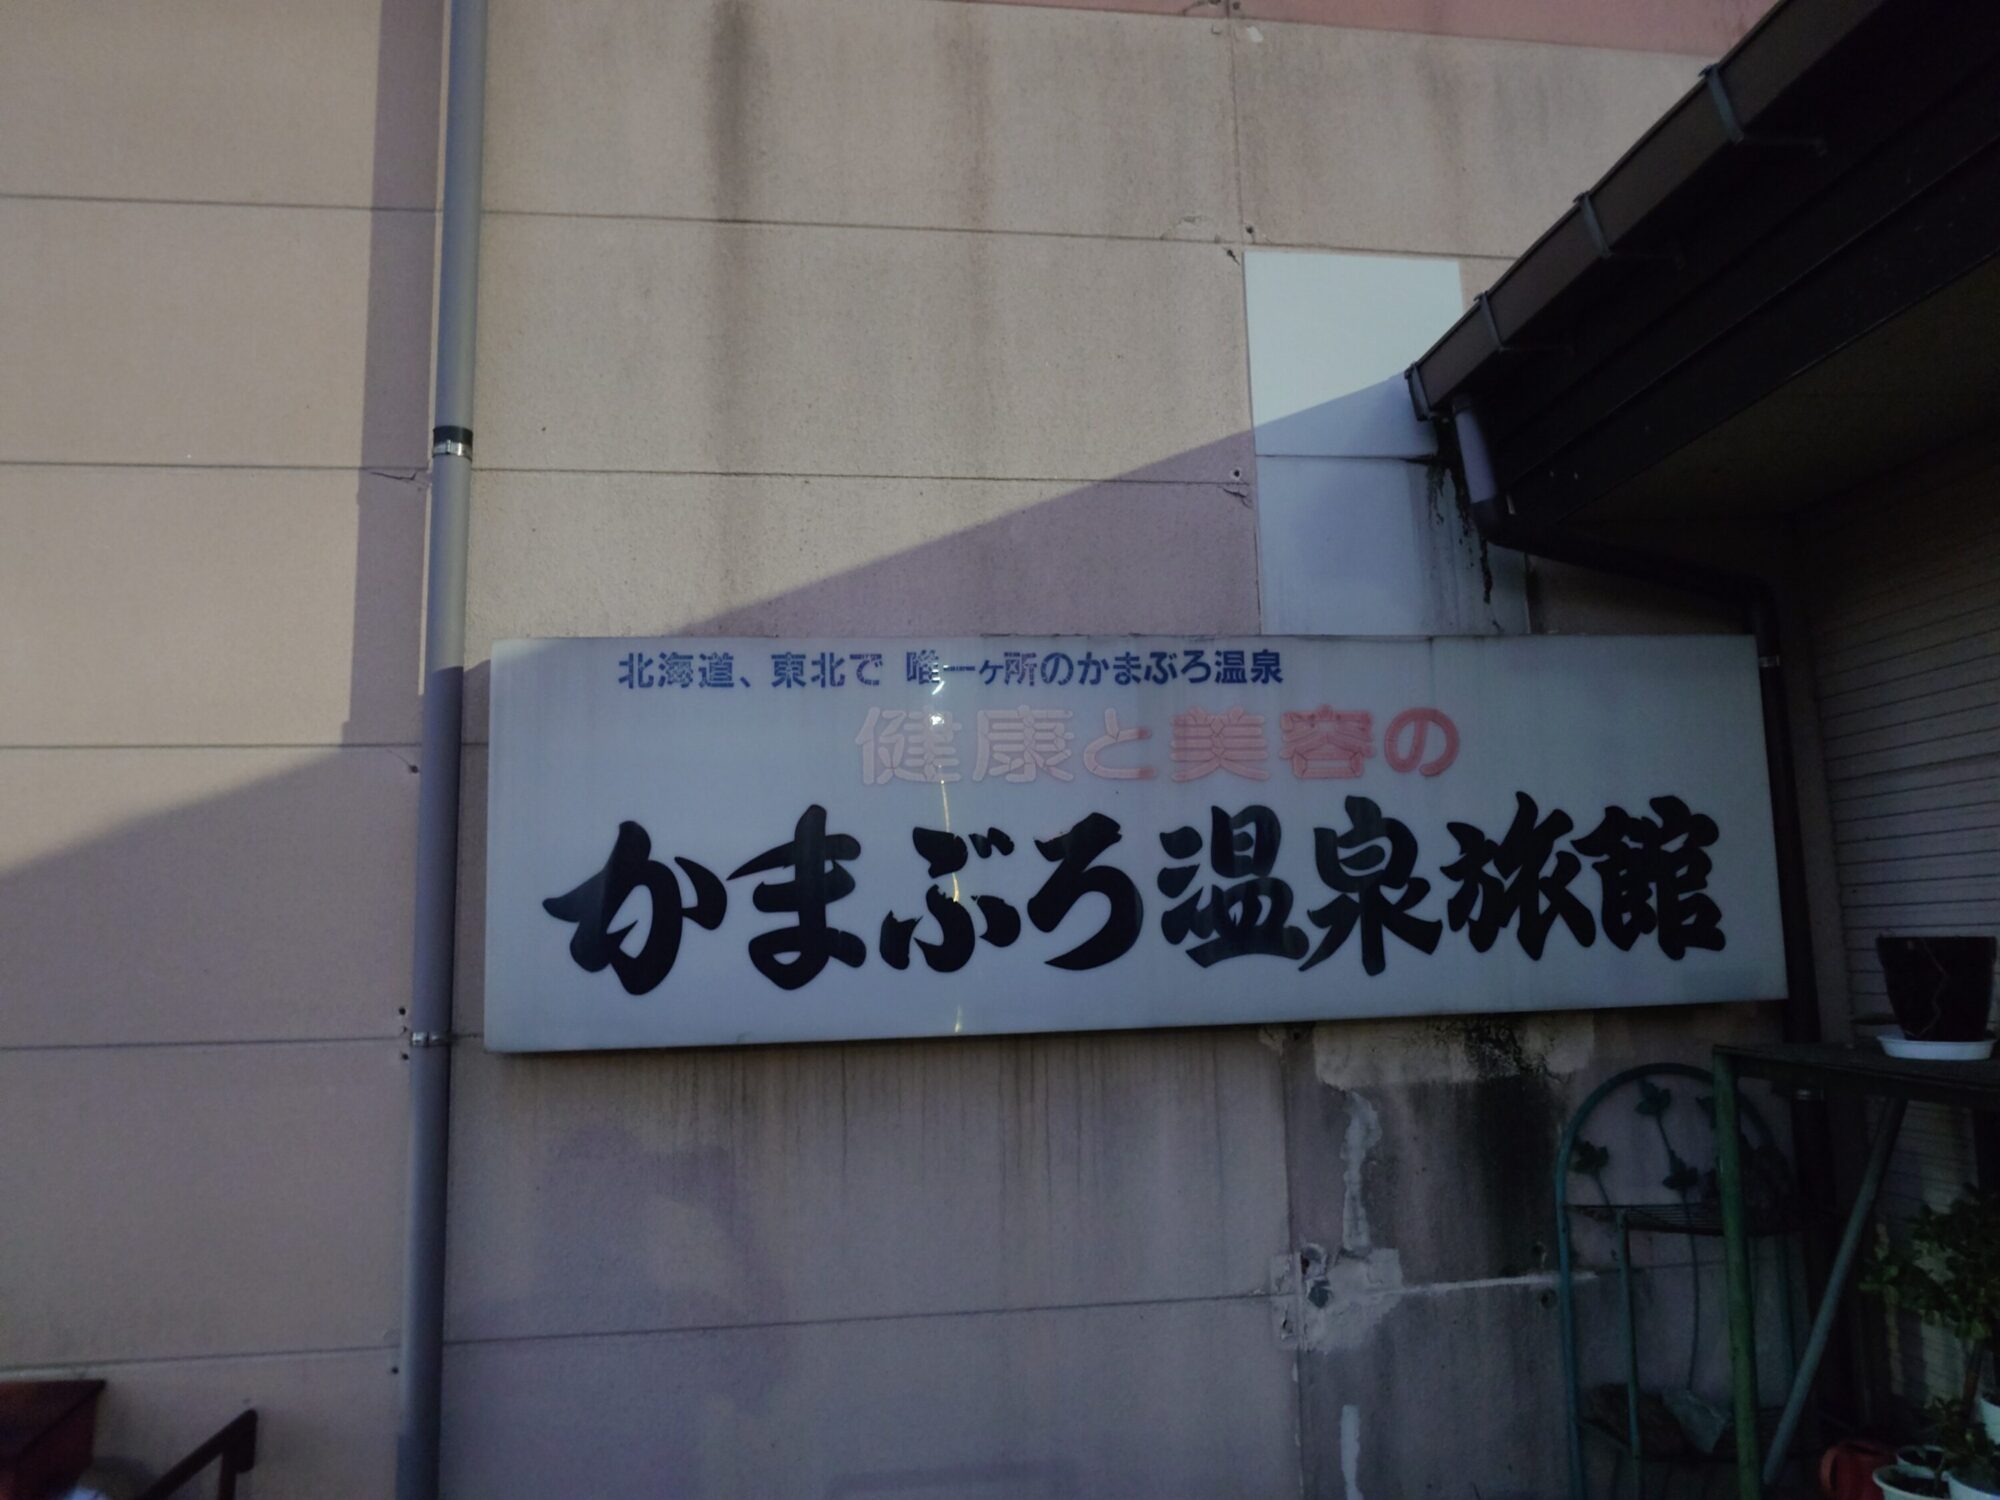 北海道、東北で 唯一ヶ所のかまぶろ温泉
健康と美容の
かまぶろ温泉旅館